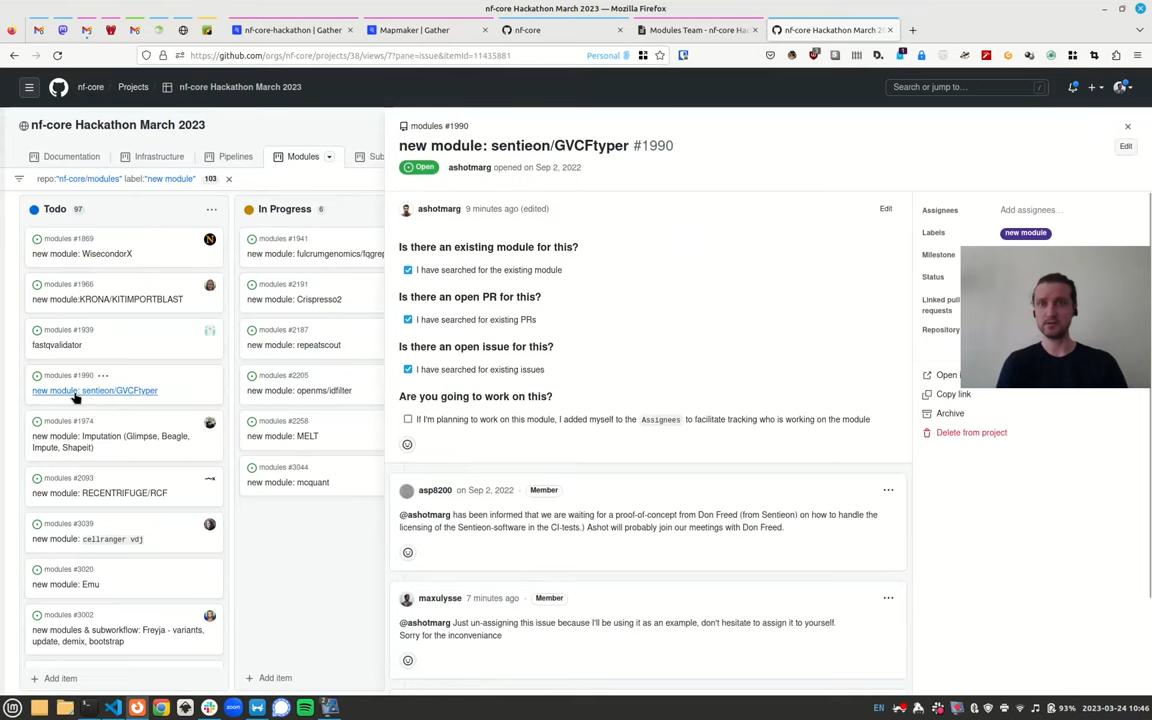 nf-core Hackathon March 2023 — Mozilla Firefox
nf-core-hackathon | Gather
Mapmaker | Gather
nf-core
Modules Team - nf-core Ha
nf-core Hackathon March 20
https://github.com/orgs/nf-core/projects/38/views/7?pane=issue&itemId=11435881
Personal
nf-core
Projects
nf-core Hackathon March 2023
Search or jump to…
/
nf-core Hackathon March 2023
Documentation
Infrastructure
Pipelines
Modules
Sub
repo:"nf-core/modules" label:"new module"
103
Todo 97
modules #1869
new module: WisecondorX
modules #1966
new module:KRONA/KITIMPORTBLAST
modules #1939
fastqvalidator
modules #1990
new module: sentieon/GVCFtyper
modules #1974
new module: Imputation (Glimpse, Beagle,
Impute, Shapeit)
modules #2093
new module: RECENTRIFUGE/RCF
modules #3039
new module: cellranger vdj
modules #3020
new module: Emu
modules #3002
new modules & subworkflow: Freyja - variants,
update, demix, bootstrap
Add item
In Progress 6
modules #1941
new module: fulcrumgenomics/fqgrep
modules #2191
new module: Crispresso2
modules #2187
new module: repeatscout
modules #2205
new module: openms/idfilter
modules #2258
new module: MELT
modules #3044
new module: mcquant
Add item
modules #1990
new module: sentieon/GVCFtyper #1990
Edit
Open
ashotmarg opened on Sep 2, 2022
ashotmarg 9 minutes ago (edited)
Edit
Is there an existing module for this?
I have searched for the existing module
Is there an open PR for this?
I have searched for existing PRs
Is there an open issue for this?
I have searched for existing issues
Are you going to work on this?
If I'm planning to work on this module, I added myself to the Assignees to facilitate tracking who is working on the module
asp8200 on Sep 2, 2022 · Member
@ashotmarg has been informed that we are waiting for a proof-of-concept from Don Freed (from Sentieon) on how to handle the
licensing of the Sentieon-software in the CI-tests.) Ashot will probably join our meetings with Don Freed.
maxulysse 7 minutes ago · Member
@ashotmarg Just un-assigning this issue because I'll be using it as an example, don't hesitate to assign it to yourself.
Sorry for the inconvenience
Assignees
Add assignees…
Labels
new module
Milestone
Status
Linked pull
requests
Repository
Open i
Copy link
Archive
Delete from project
zoom
EN
93%
2023-03-24 10:46